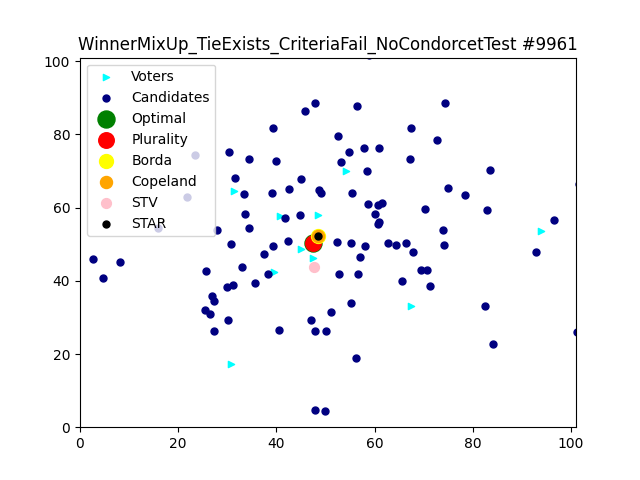 WinnerMixUp_TieExists_CriteriaFail_NoCondorcetTest #9961
100
80
60
40
20
0
Voters
Candidates
Optimal
Plurality
Borda
Copeland
STV
STAR
0 20 40 60 80 100